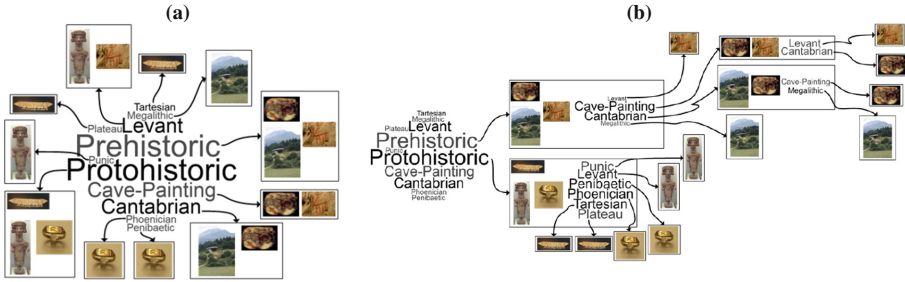 (a)
Tartesian
Megalithic
Plateau
Levant
Prehistoric
Punic
Protohistoric
Cave-Painting
Cantabrian
Phoenician
Penibaetic
(b)
Tartesian
Megalithic
Plateau
Levant
Prehistoric
Punic
Protohistoric
Cave-Painting
Cantabrian
Phoenician
Penibaetic
Levant
Cave-Painting
Cantabrian
Megalithic
Levant
Cantabrian
Cave-Painting
Megalithic
Punic
Levant
Penibaetic
Phoenician
Tartesian
Plateau